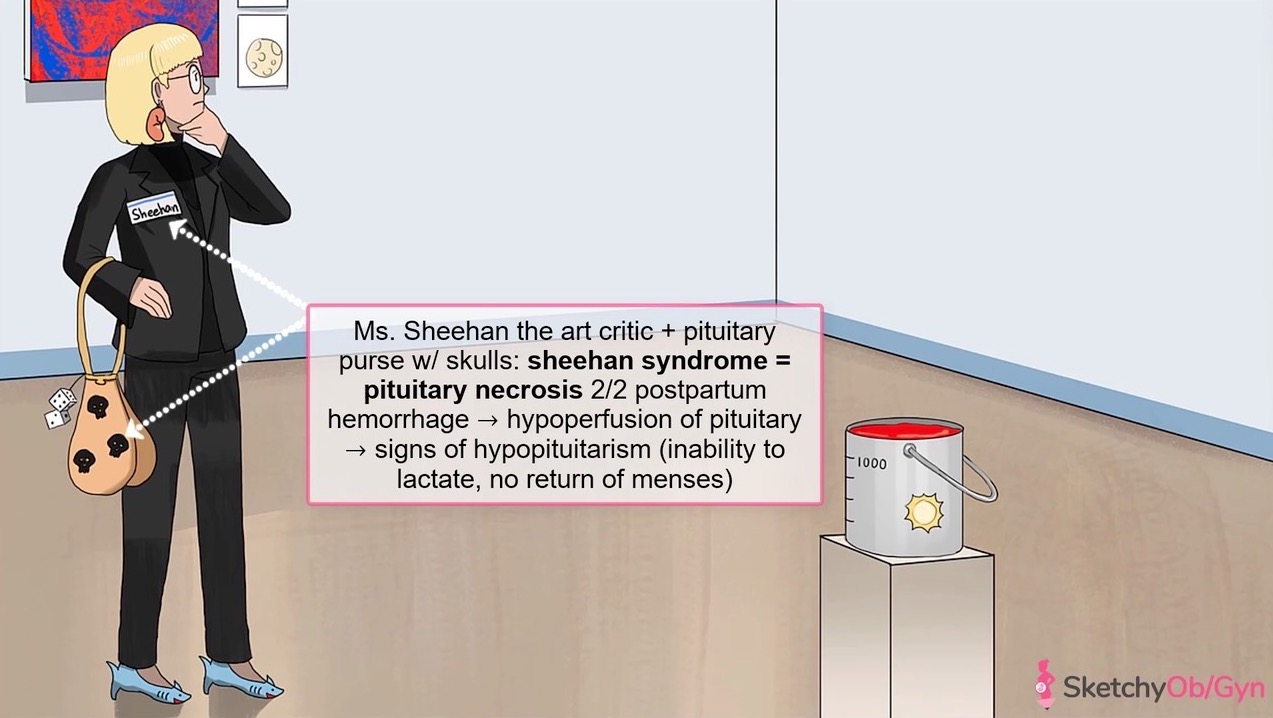 Sheehan
Ms. Sheehan the art critic + pituitary
purse w/ skulls: sheehan syndrome =
pituitary necrosis 2/2 postpartum
hemorrhage → hypoperfusion of pituitary
→ signs of hypopituitarism (inability to
lactate, no return of menses)
1000
SketchyOb/Gyn